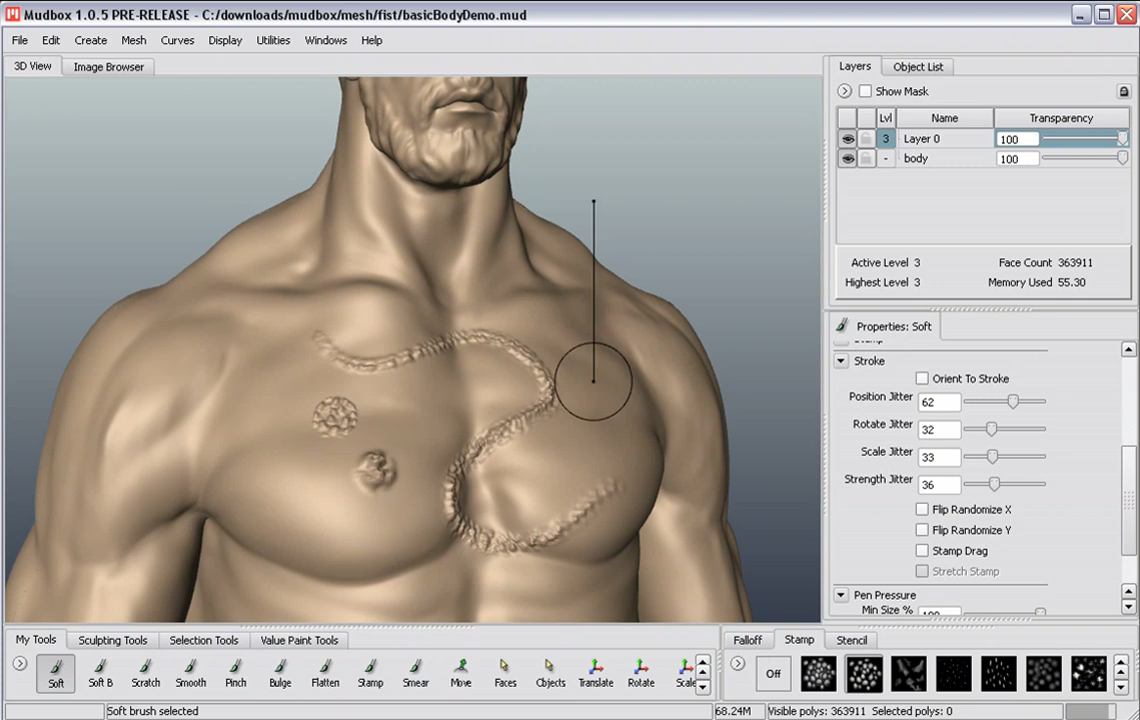 Mudbox 1.0.5 PRE-RELEASE - C:/downloads/mudbox/mesh/fist/basicBodyDemo.mud
File Edit Create Mesh Curves Display Utilities Windows Help
3D View Image Browser
Layers Object List
Show Mask
Lvl Name Transparency
3 Layer 0 100
- body 100
Active Level 3 Face Count 363911
Highest Level 3 Memory Used 55.30
Properties: Soft
Stroke
Orient To Stroke
Position Jitter 62
Rotate Jitter 32
Scale Jitter 33
Strength Jitter 36
Flip Randomize X
Flip Randomize Y
Stamp Drag
Stretch Stamp
Pen Pressure
Min Size % 100
My Tools Sculpting Tools Selection Tools Value Paint Tools
Soft Soft B Scratch Smooth Pinch Bulge Flatten Stamp Smear Move Faces Objects Translate Rotate Scale
Falloff Stamp Stencil
Off
Soft brush selected
68.24M Visible polys: 363911 Selected polys: 0